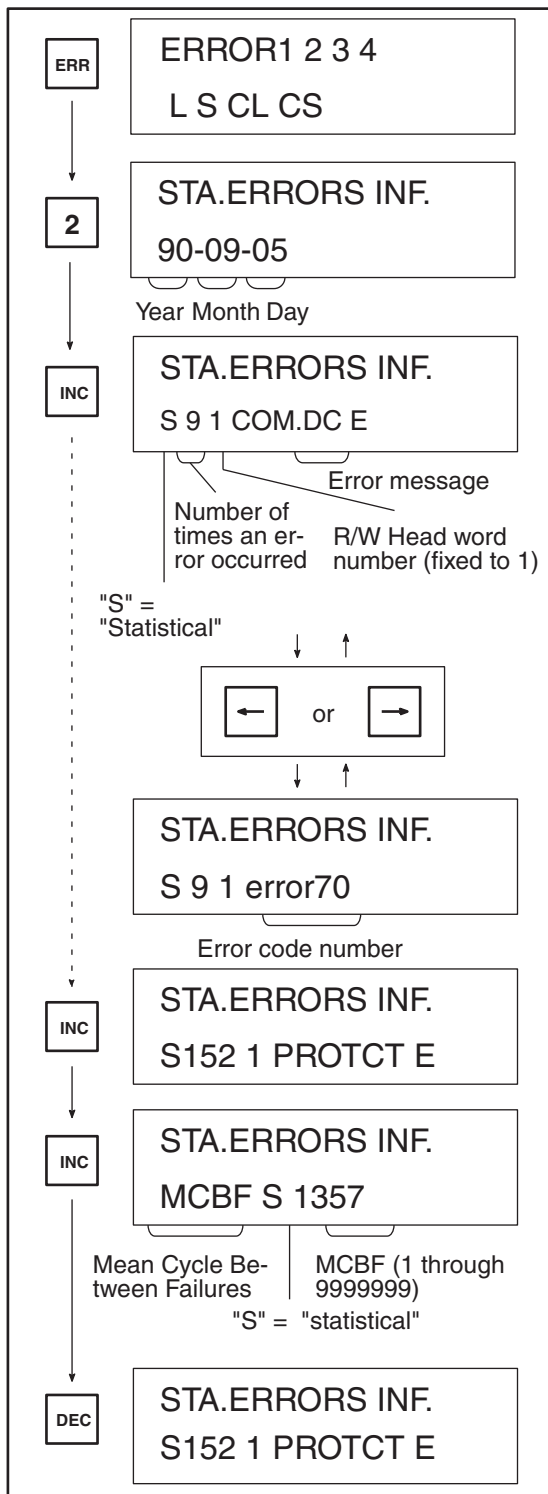 ERR
ERROR1 2 3 4
L S CL CS
2
STA.ERRORS INF.
90-09-05
Year Month Day
INC
STA.ERRORS INF.
S 9 1 COM.DC E
Error message
Number of
times an er-
ror occurred
R/W Head word
number (fixed to 1)
"S" =
"Statistical"
← or →
STA.ERRORS INF.
S 9 1 error70
Error code number
INC
STA.ERRORS INF.
S152 1 PROTCT E
INC
STA.ERRORS INF.
MCBF S 1357
Mean Cycle Be-
tween Failures
MCBF (1 through
9999999)
"S" = "statistical"
DEC
STA.ERRORS INF.
S152 1 PROTCT E